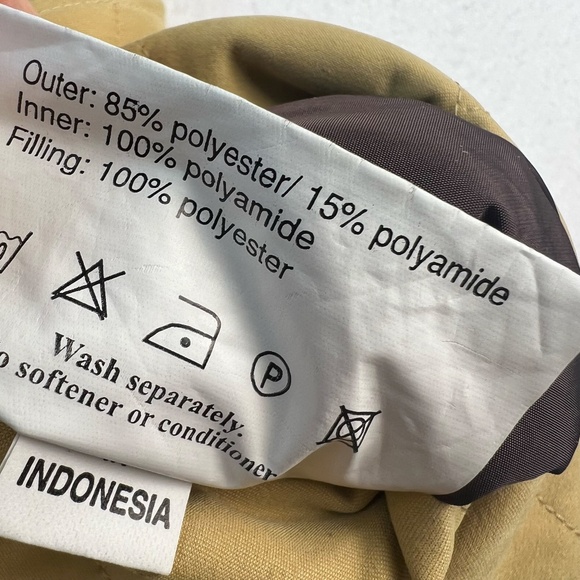 Outer: 85% polyester/ 15% polyamide
Inner: 100% polyamide
Filling: 100% polyester
P
Wash separately.
softener or conditioner
INDONESIA